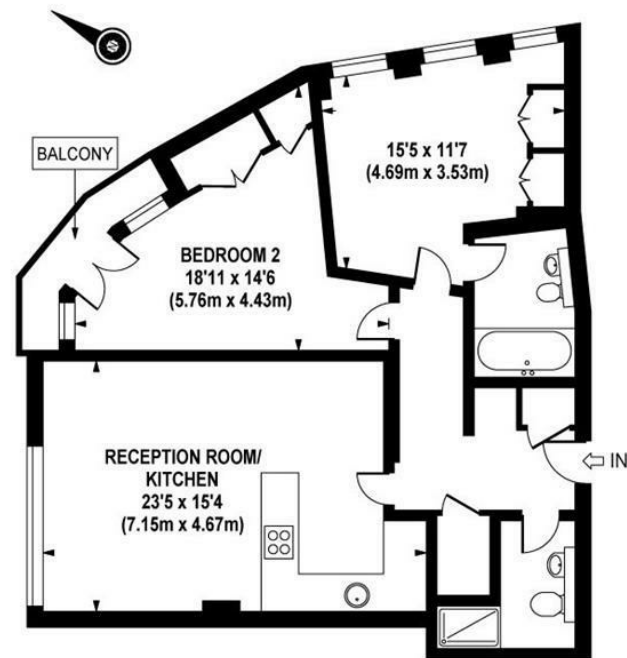 N
BALCONY
15'5 x 11'7
(4.69m x 3.53m)
BEDROOM 2
18'11 x 14'6
(5.76m x 4.43m)
RECEPTION ROOM/
KITCHEN
23'5 x 15'4
(7.15m x 4.67m)
IN